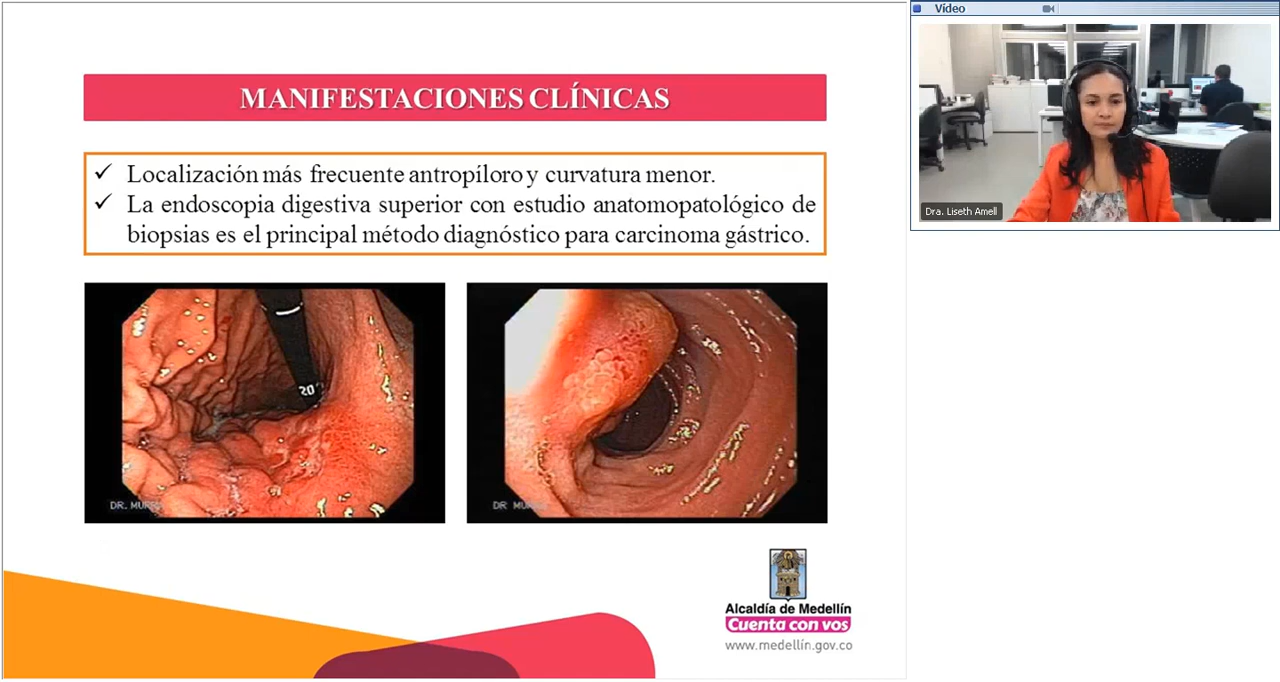 Vídeo
MANIFESTACIONES CLÍNICAS
✓ Localización más frecuente antropíloro y curvatura menor.
✓ La endoscopia digestiva superior con estudio anatomopatológico de
biopsias es el principal método diagnóstico para carcinoma gástrico.
Dra. Liseth Amell
20
DR. MUR
DR MUR
Alcaldía de Medellín
Cuenta con vos
www.medellín.gov.co